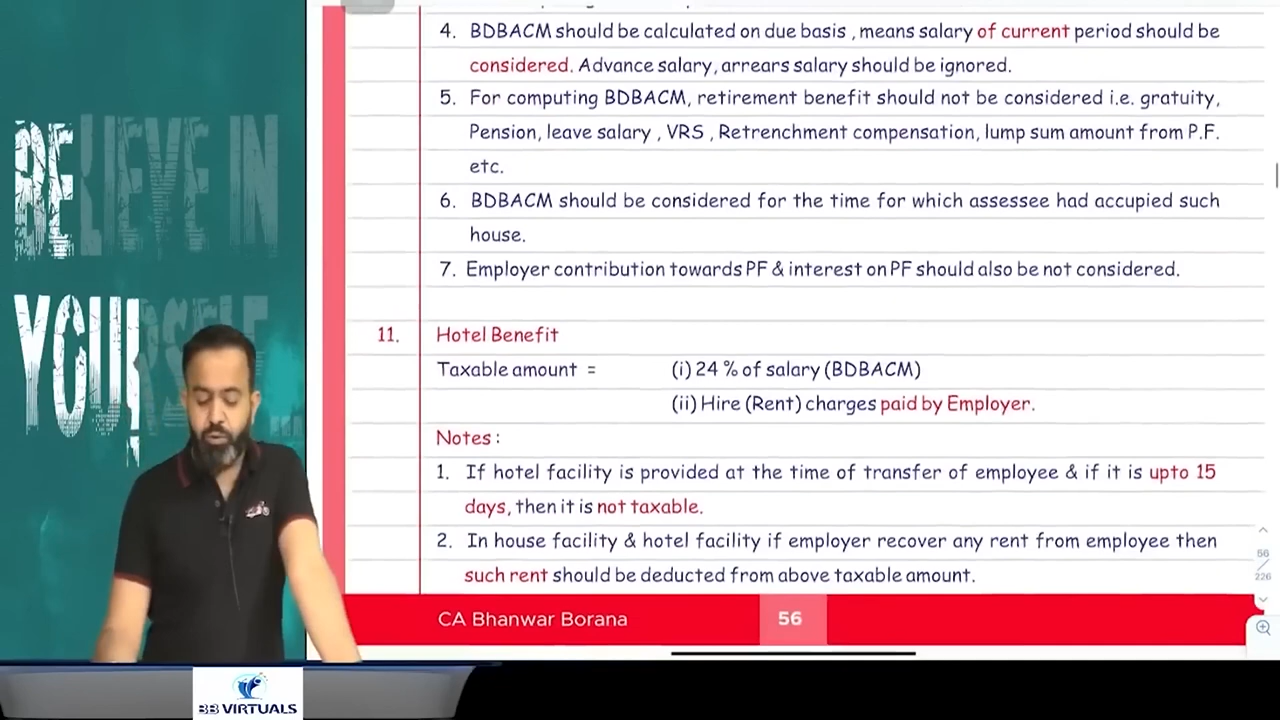 BELIEVE IN
YOURSELF
4. BDBACM should be calculated on due basis , means salary of current period should be
considered. Advance salary, arrears salary should be ignored.
5. For computing BDBACM, retirement benefit should not be considered i.e. gratuity,
Pension, leave salary , VRS , Retrenchment compensation, lump sum amount from P.F.
etc.
6. BDBACM should be considered for the time for which assessee had accupied such
house.
7. Employer contribution towards PF & interest on PF should also be not considered.
11. Hotel Benefit
Taxable amount = (i) 24 % of salary (BDBACM)
(ii) Hire (Rent) charges paid by Employer.
Notes :
1. If hotel facility is provided at the time of transfer of employee & if it is upto 15
days, then it is not taxable.
2. In house facility & hotel facility if employer recover any rent from employee then
such rent should be deducted from above taxable amount.
56
/
226
CA Bhanwar Borana 56
BB VIRTUALS